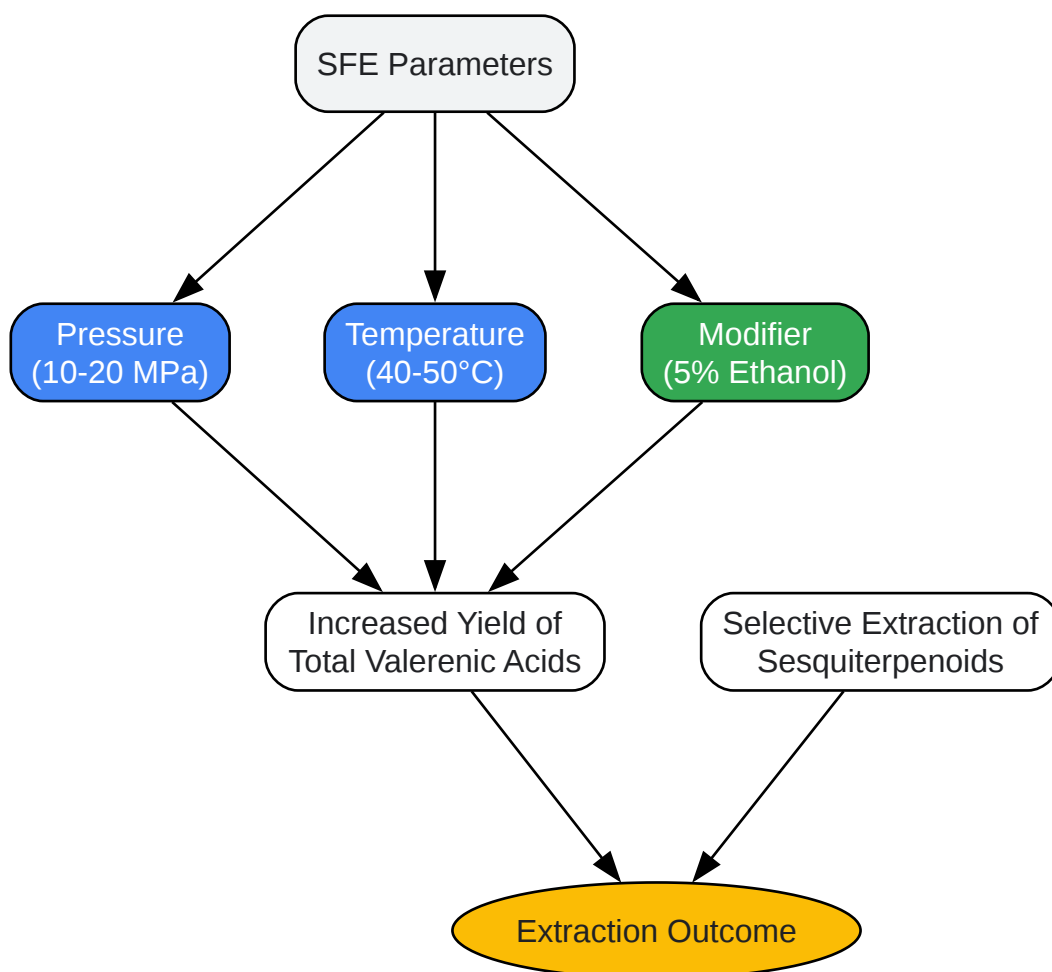 SFE Parameters
Pressure
(10-20 MPa)
Temperature
(40-50°C)
Modifier
(5% Ethanol)
Increased Yield of
Total Valerenic Acids
Selective Extraction of
Sesquiterpenoids
Extraction Outcome